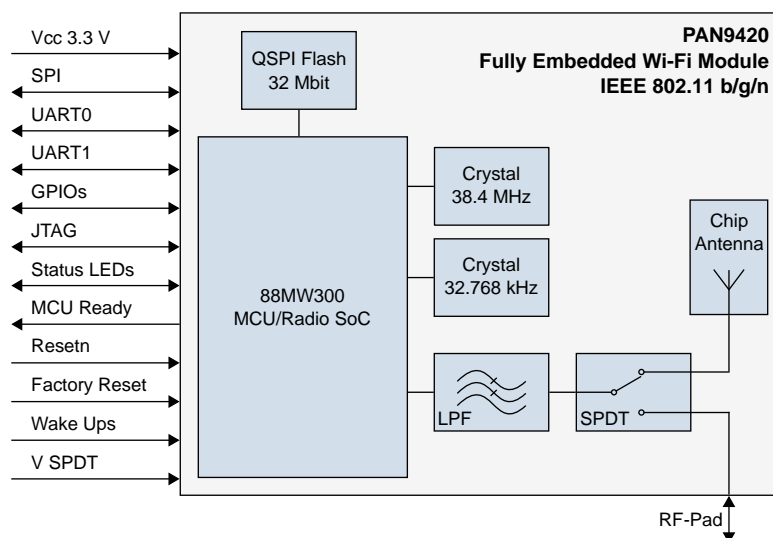 Vcc 3.3 V
SPI
UART0
UART1
GPIOs
JTAG
Status LEDs
MCU Ready
Resetn
Factory Reset
Wake Ups
V SPDT
QSPI Flash
32 Mbit
PAN9420
Fully Embedded Wi-Fi Module
IEEE 802.11 b/g/n
88MW300
MCU/Radio SoC
Crystal
38.4 MHz
Crystal
32.768 kHz
Chip
Antenna
LPF
SPDT
RF-Pad